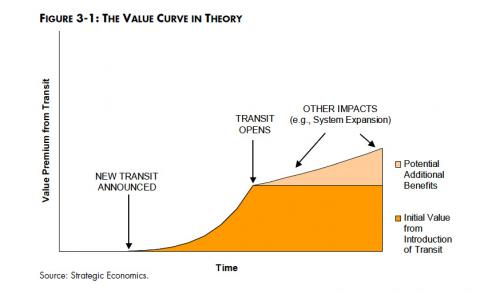 FIGURE 3-1: THE VALUE CURVE IN THEORY
Value Premium from Transit
NEW TRANSIT
ANNOUNCED
TRANSIT
OPENS
OTHER IMPACTS
(e.g., System Expansion)
Potential
Additional
Benefits
Initial Value
from
Introduction
of Transit
Time
Source: Strategic Economics.